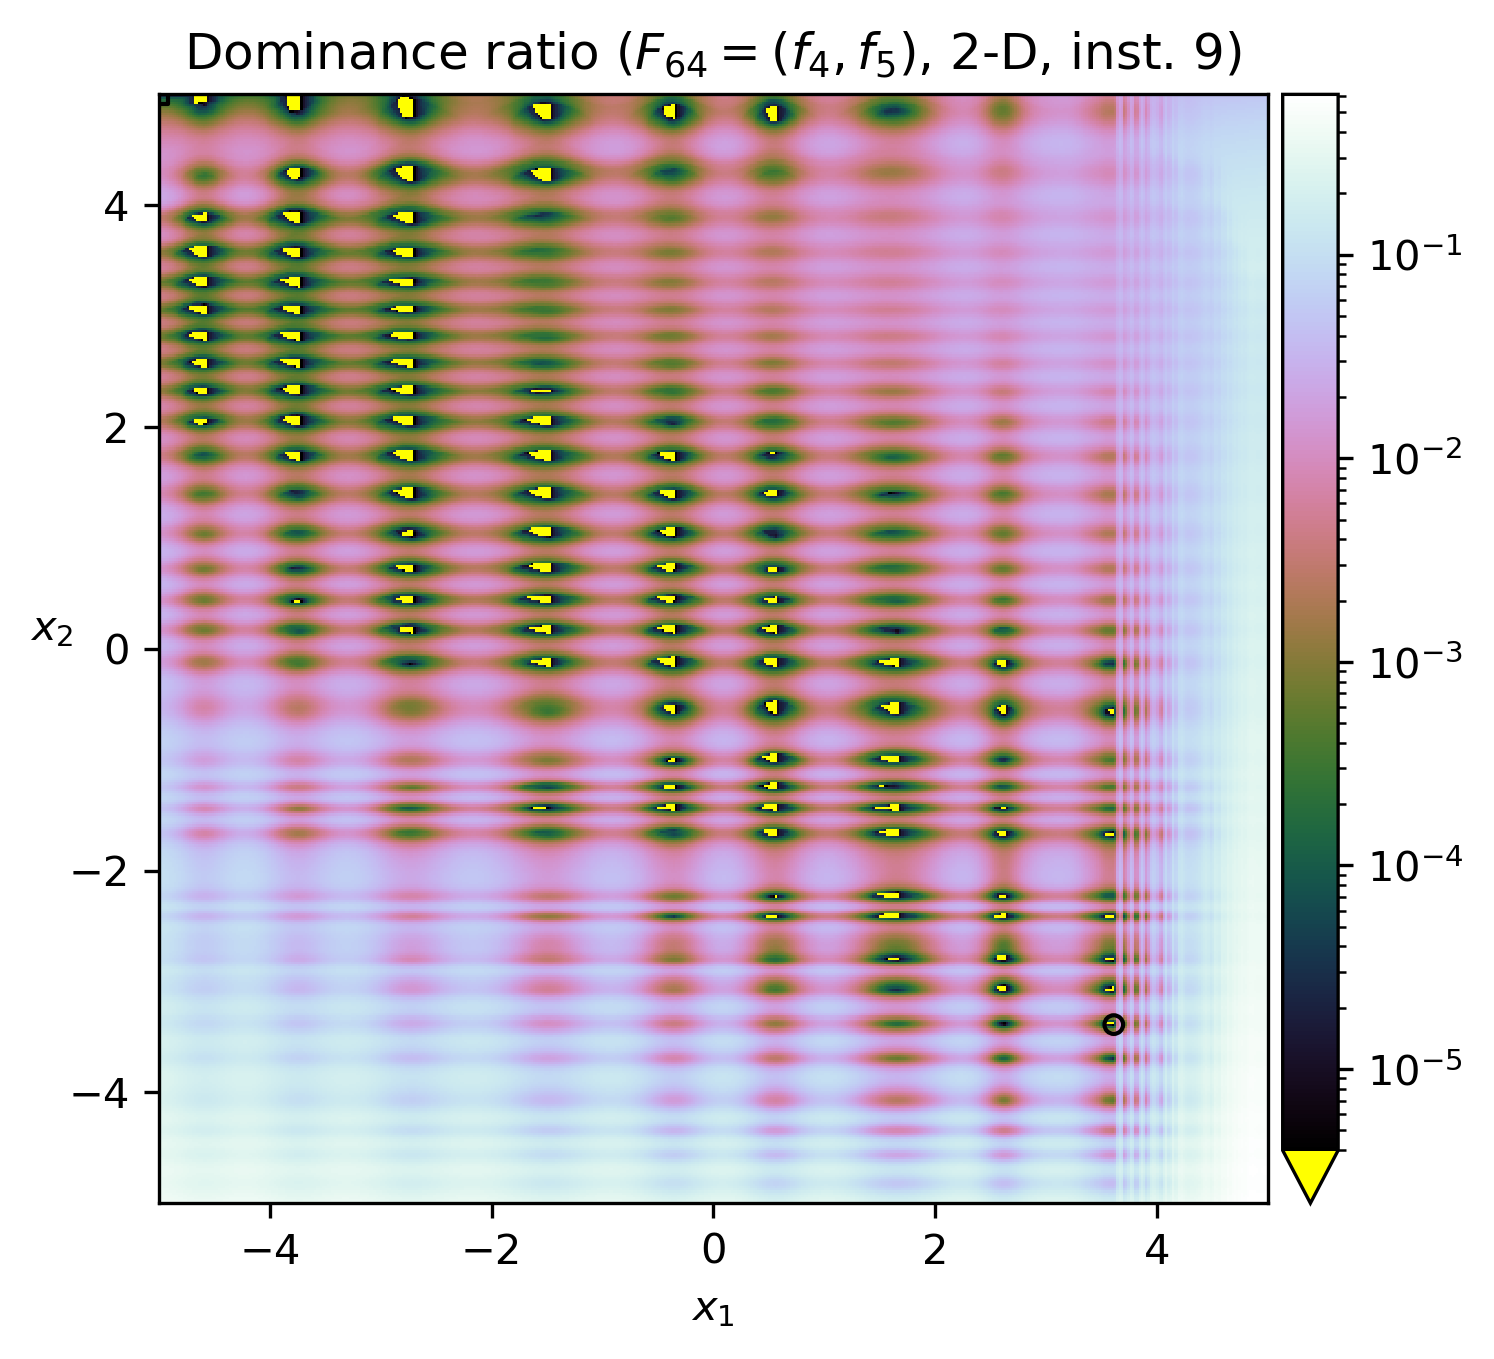 Dominance ratio (F₆₄ = (f₄, f₅), 2-D, inst. 9)
4
2
x₂
0
−2
−4
−4 −2 0 2 4
x₁
10⁻¹
10⁻²
10⁻³
10⁻⁴
10⁻⁵